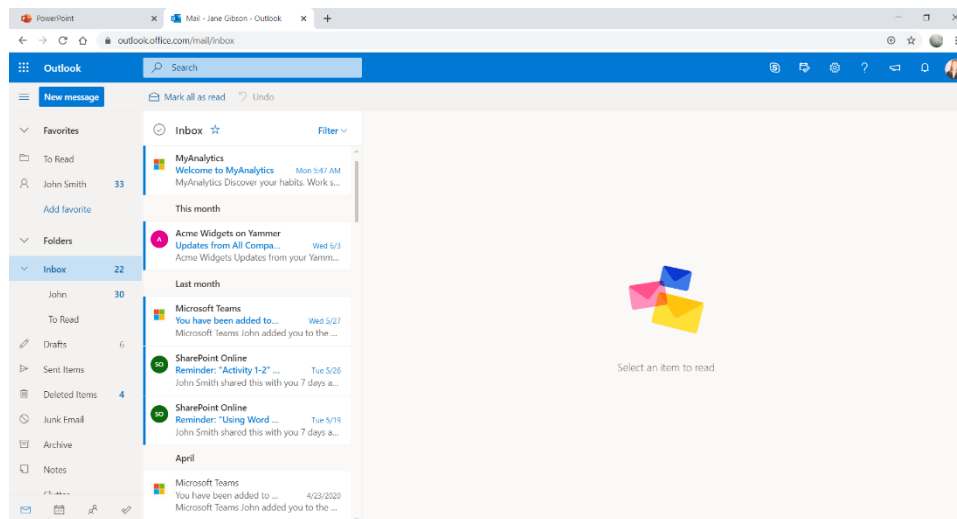 PowerPoint
Mail - Jane Gibson - Outlook
outlook.office.com/mail/inbox
Outlook
Search
New message
Mark all as read
Undo
Favorites
To Read
John Smith 33
Add favorite
Folders
Inbox 22
John 30
To Read
Drafts 6
Sent Items
Deleted Items 4
Junk Email
Archive
Notes
Inbox
Filter
MyAnalytics
Welcome to MyAnalytics Mon 5:47 AM
MyAnalytics Discover your habits. Work s...
This month
A
Acme Widgets on Yammer
Updates from All Compa... Wed 6/3
Acme Widgets Updates from your Yamm...
Last month
Microsoft Teams
You have been added to... Wed 5/27
Microsoft Teams John added you to the ...
SO
SharePoint Online
Reminder: "Activity 1-2" ... Tue 5/26
John Smith shared this with you 7 days a...
SO
SharePoint Online
Reminder: "Using Word ... Tue 5/19
John Smith shared this with you 7 days a...
April
Microsoft Teams
You have been added to ... 4/23/2020
Microsoft Teams John added you to the ...
Select an item to read